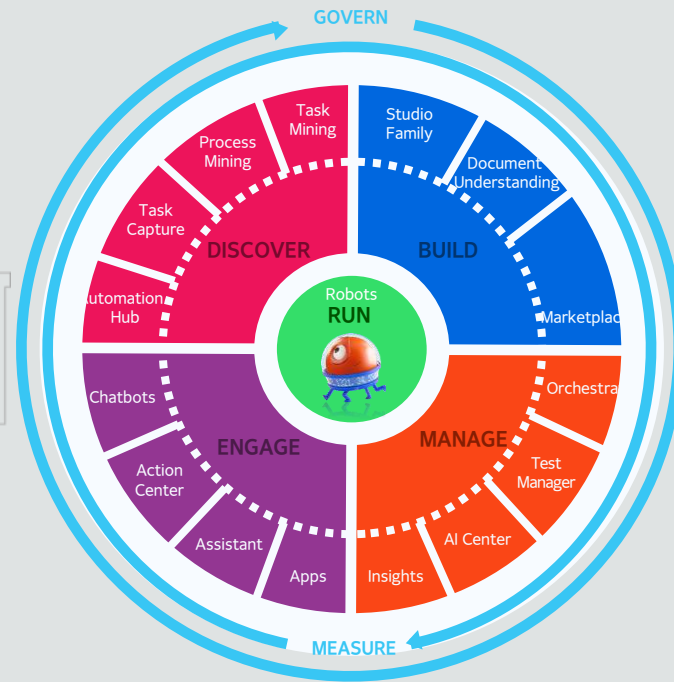 GOVERN
Task
Mining
Process
Mining
Task
Capture
utomation
Hub
DISCOVER
Studio
Family
Document
Understanding
Marketplac
BUILD
Robots
RUN
Chatbots
Action
Center
Assistant
Apps
ENGAGE
Orchestra
Test
Manager
AI Center
Insights
MANAGE
MEASURE